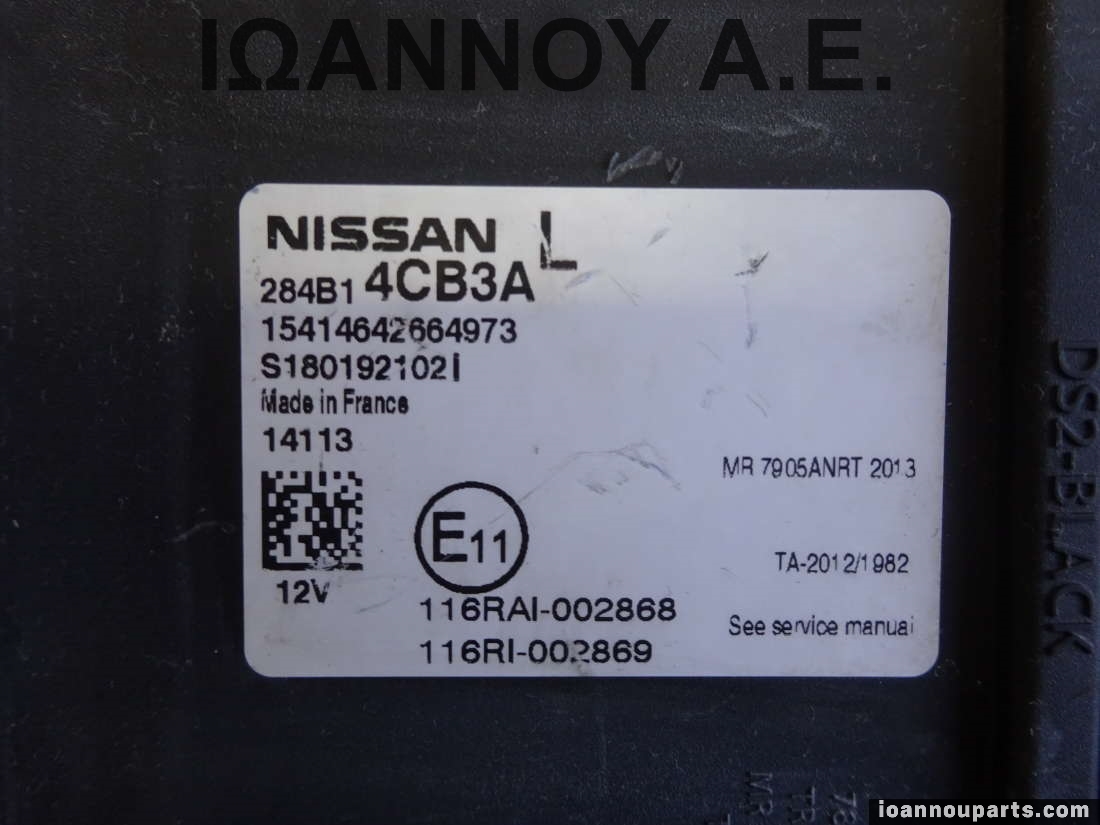 ΙΩΑΝΝΟΥ Α.Ε.
NISSAN L
284B1 4CB3A
15414642664973
S180192102I
Made in France
14113
MR 7905ANRT 2013
E11
TA-2012/1982
12V
116RAI-002868
See service manual
116RI-002869
DS2-BLACK
ioannouparts.com